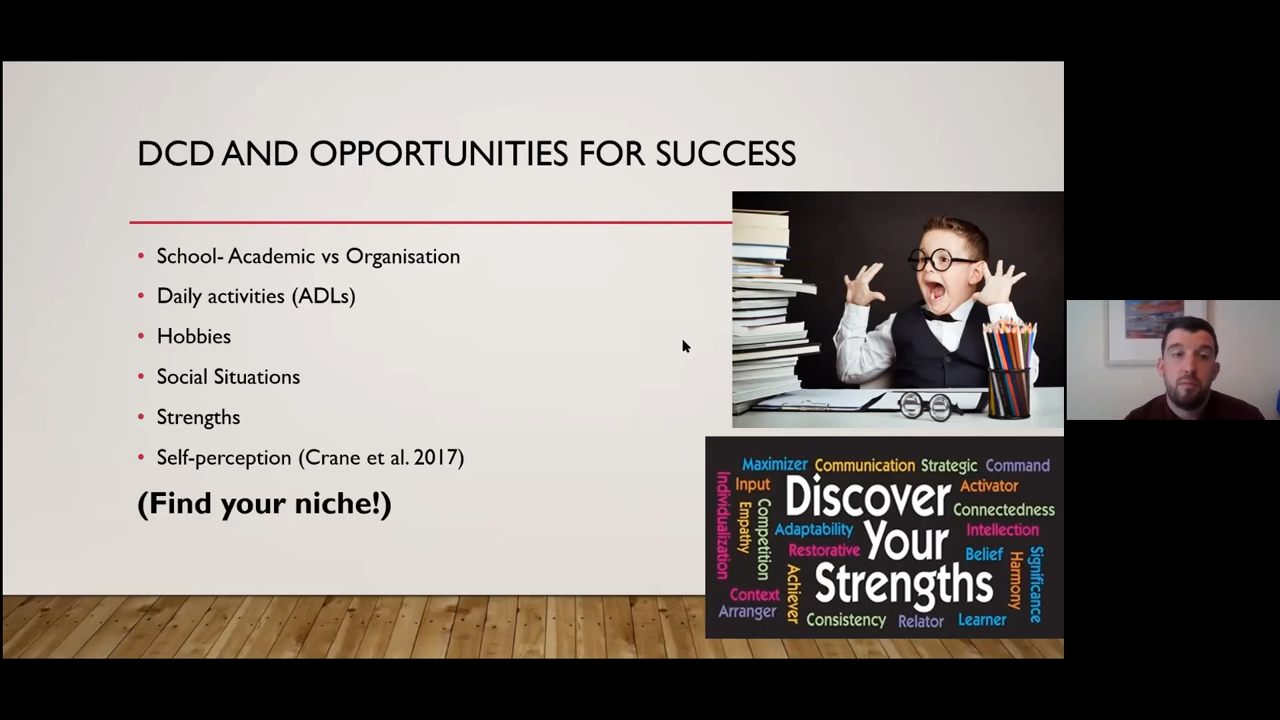 DCD AND OPPORTUNITIES FOR SUCCESS
• School- Academic vs Organisation
• Daily activities (ADLs)
• Hobbies
• Social Situations
• Strengths
• Self-perception (Crane et al. 2017)
(Find your niche!)
Maximizer Communication Strategic Command
Individualization
Input
Empathy
Competition
Discover
Activator
Connectedness
Adaptability
Your
Intellection
Restorative
Belief
Harmony
Significance
Achiever
Strengths
Context
Arranger
Consistency Relator Learner